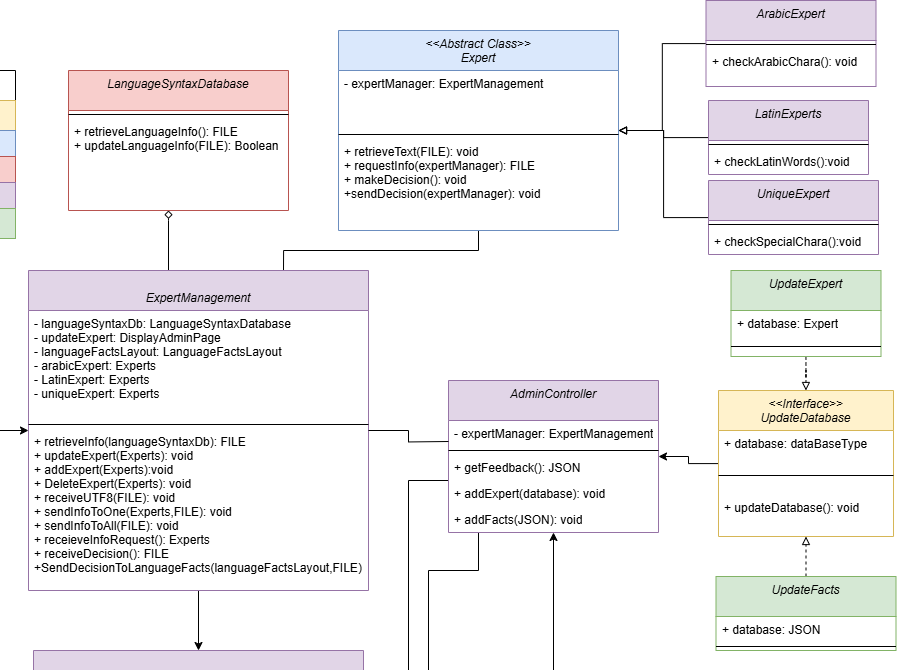 LanguageSyntaxDatabase
+ retrieveLanguageInfo(): FILE
+ updateLanguageInfo(FILE): Boolean
<<Abstract Class>>
Expert
- expertManager: ExpertManagement
+ retrieveText(FILE): void
+ requestInfo(expertManager): FILE
+ makeDecision(): void
+sendDecision(expertManager): void
ArabicExpert
+ checkArabicChara(): void
LatinExperts
+ checkLatinWords():void
UniqueExpert
+ checkSpecialChara():void
ExpertManagement
- languageSyntaxDb: LanguageSyntaxDatabase
- updateExpert: DisplayAdminPage
- languageFactsLayout: LanguageFactsLayout
- arabicExpert: Experts
- LatinExpert: Experts
- uniqueExpert: Experts
+ retrieveInfo(languageSyntaxDb): FILE
+ updateExpert(Experts): void
+ addExpert(Experts):void
+ DeleteExpert(Experts): void
+ receiveUTF8(FILE): void
+ sendInfoToOne(Experts,FILE): void
+ sendInfoToAll(FILE): void
+ receieveInfoRequest(): Experts
+ receiveDecision(): FILE
+SendDecisionToLanguageFacts(languageFactsLayout,FILE)
AdminController
- expertManager: ExpertManagement
+ getFeedback(): JSON
+ addExpert(database): void
+ addFacts(JSON): void
UpdateExpert
+ database: Expert
<<Interface>>
UpdateDatabase
+ database: dataBaseType
+ updateDatabase(): void
UpdateFacts
+ database: JSON